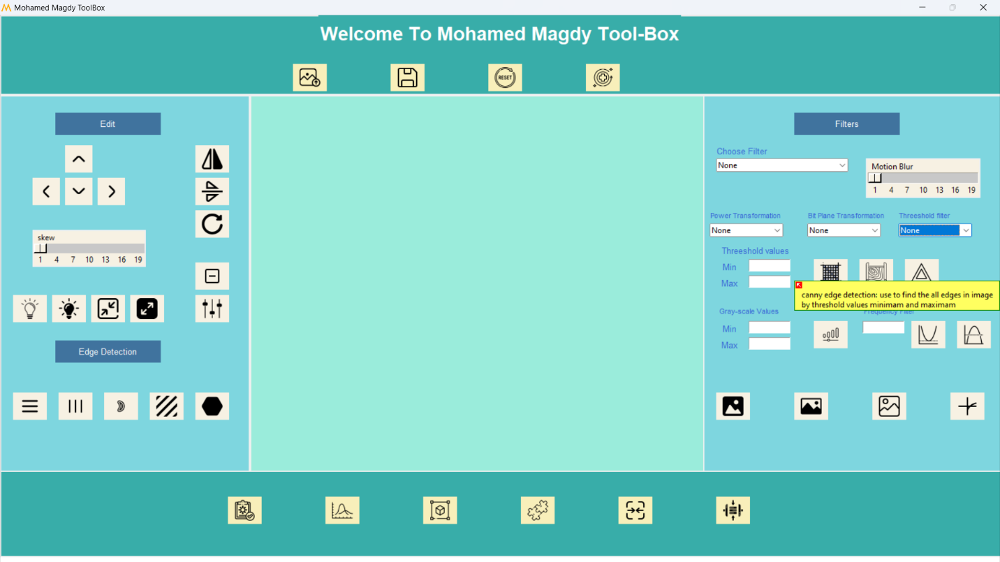 Mohamed Magdy ToolBox
Welcome To Mohamed Magdy Tool-Box
RESET
Edit
Filters
Choose Filter
None
Motion Blur
1 4 7 10 13 16 19
Power Transformation
Bit Plane Transformation
Threeshold filter
None
None
None
skew
1 4 7 10 13 16 19
Threeshold values
Min
Max
canny edge detection: use to find the all edges in image
by threshold values minimam and maximam
Gray-scale Values
Frequency Filter
Min
Max
Edge Detection